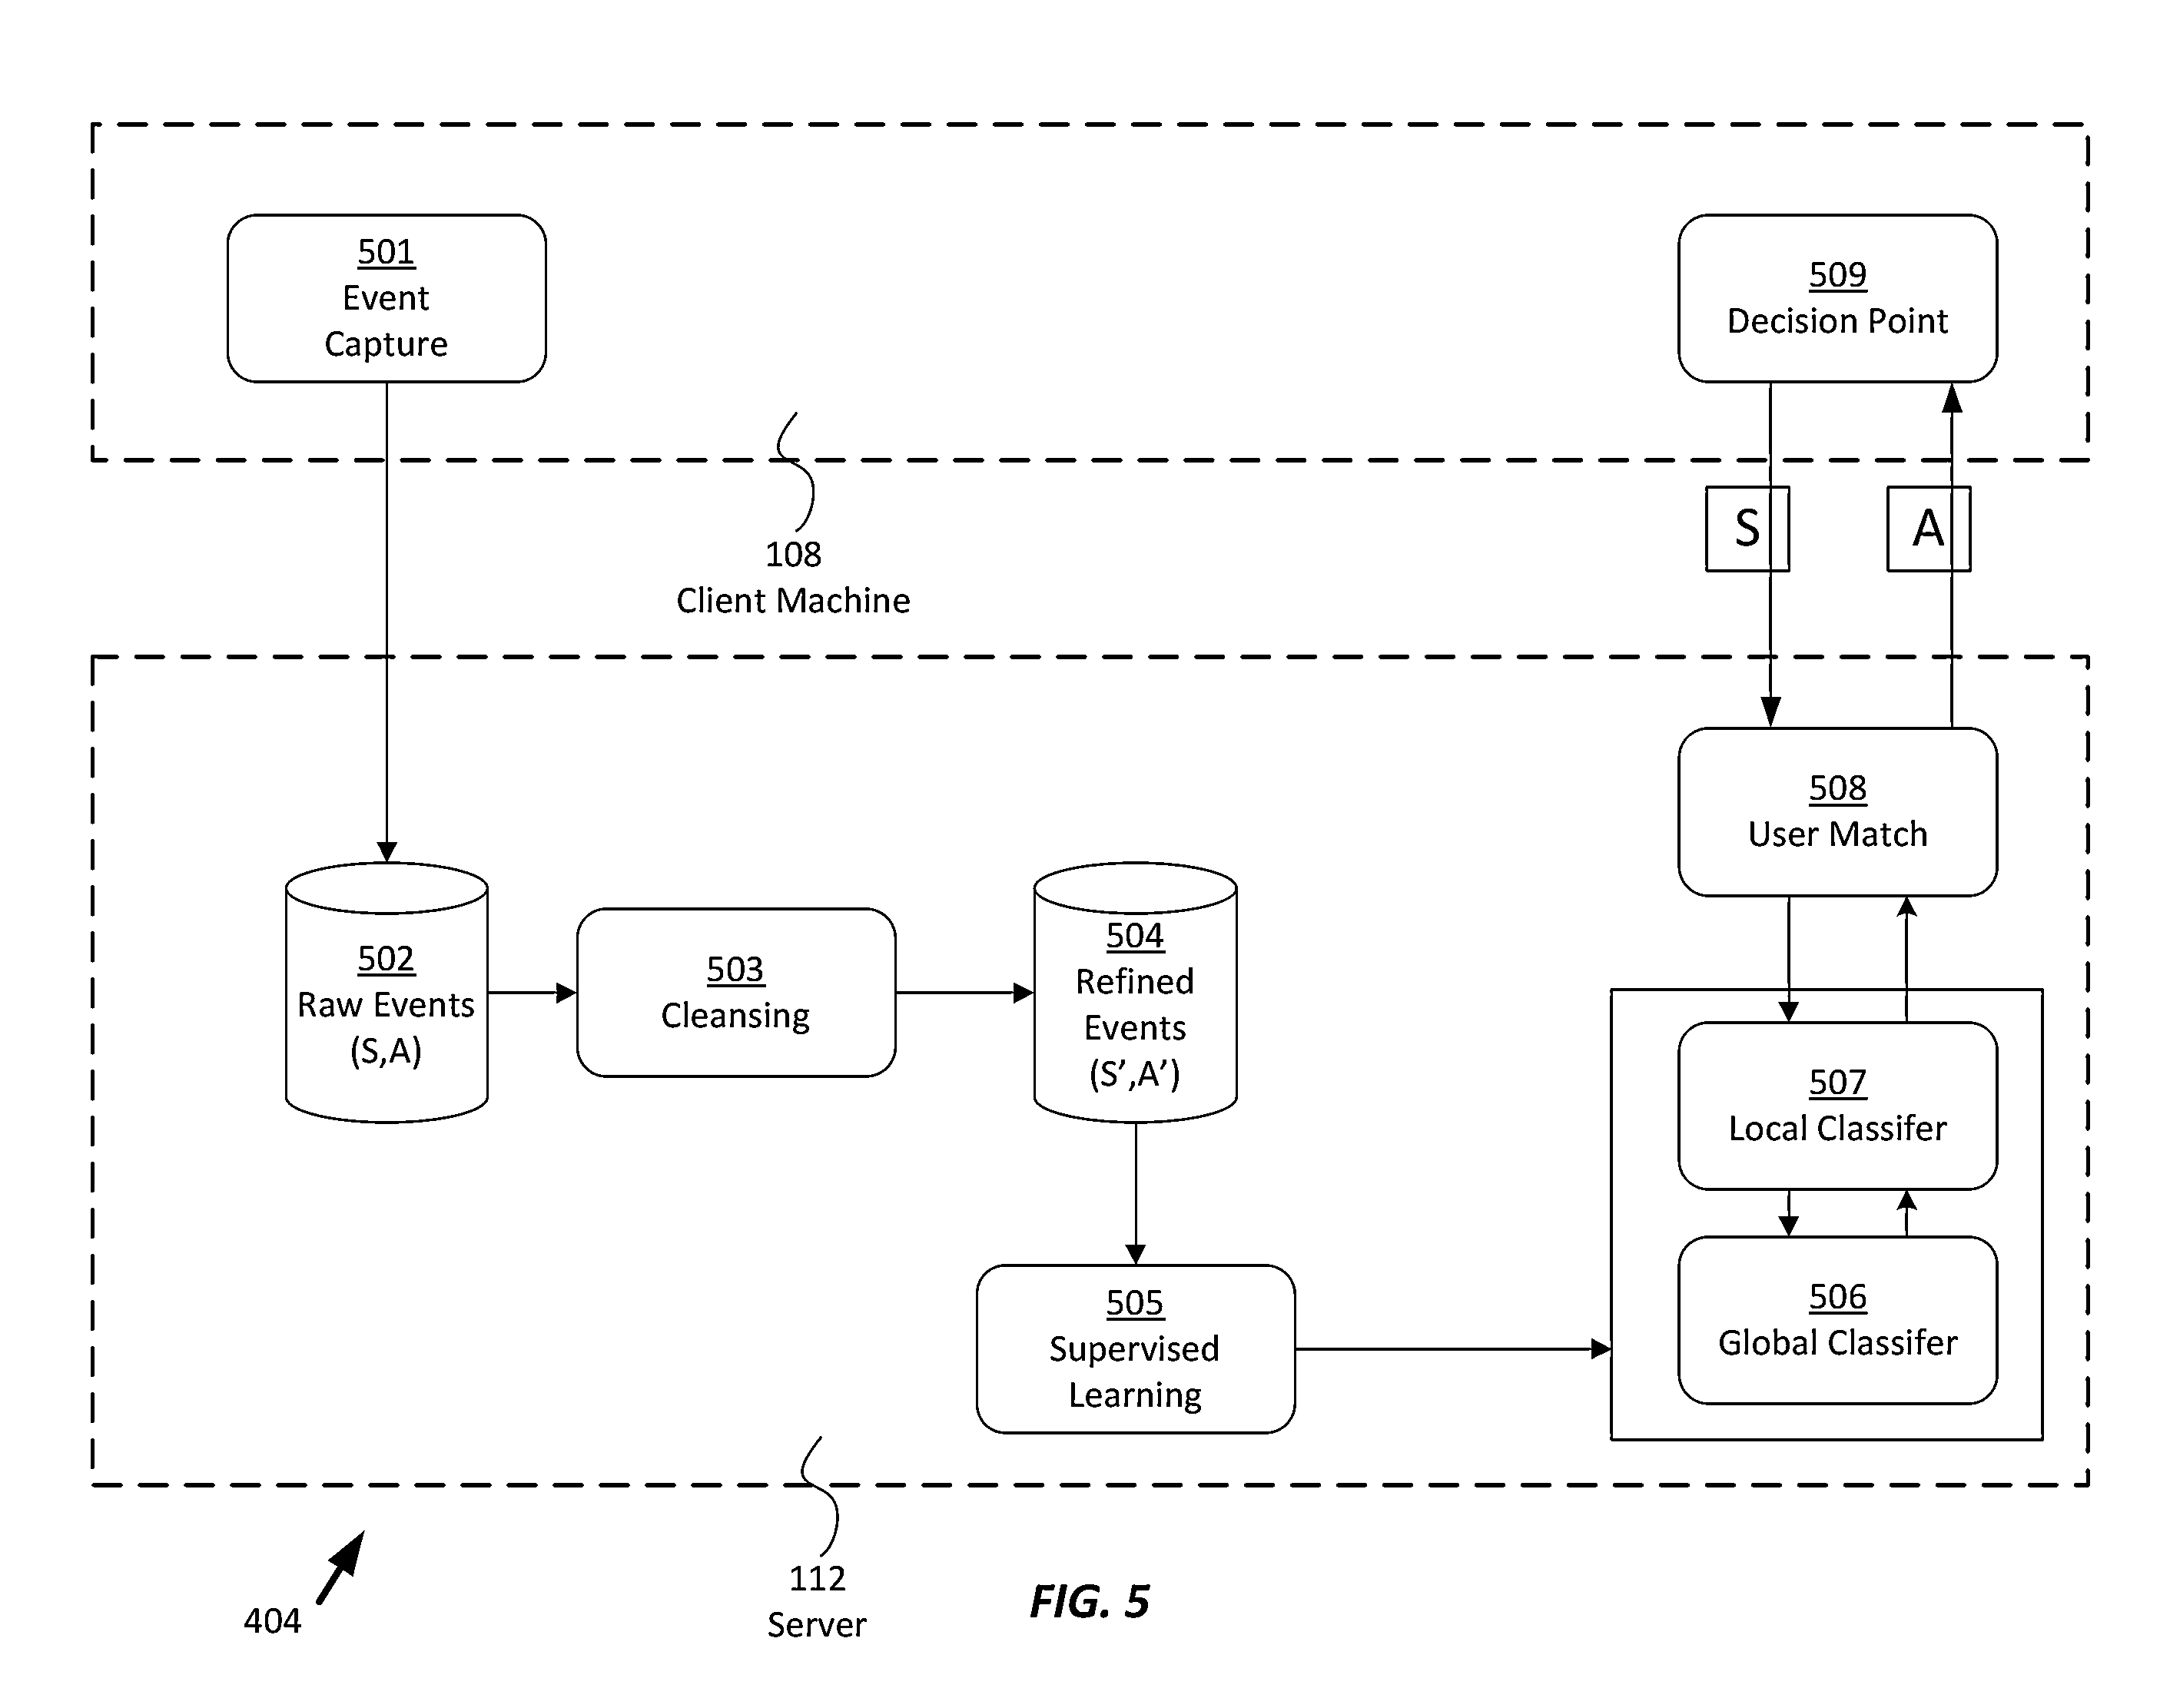 501
Event
Capture
509
Decision Point
S
A
108
Client Machine
508
User Match
502
Raw Events
(S,A)
503
Cleansing
504
Refined
Events
(S’,A’)
507
Local Classifer
505
Supervised
Learning
506
Global Classifer
404
112
Server
FIG. 5